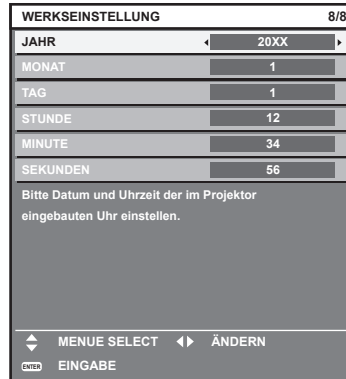 WERKSEINSTELLUNG 8/8
JAHR 20XX
MONAT 1
TAG 1
STUNDE 12
MINUTE 34
SEKUNDEN 56
Bitte Datum und Uhrzeit der im Projektor
eingebauten Uhr einstellen.
MENUE SELECT ÄNDERN
ENTER EINGABE